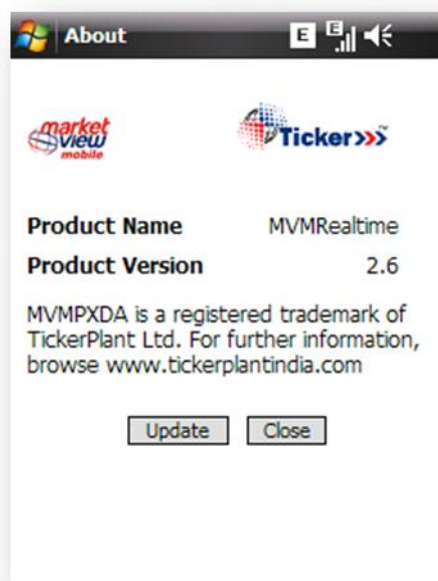 About
E E
market
view
mobile
Ticker>>> ™
Product Name MVMRealtime
Product Version 2.6
MVMPXDA is a registered trademark of
TickerPlant Ltd. For further information,
browse www.tickerplantindia.com
Update Close